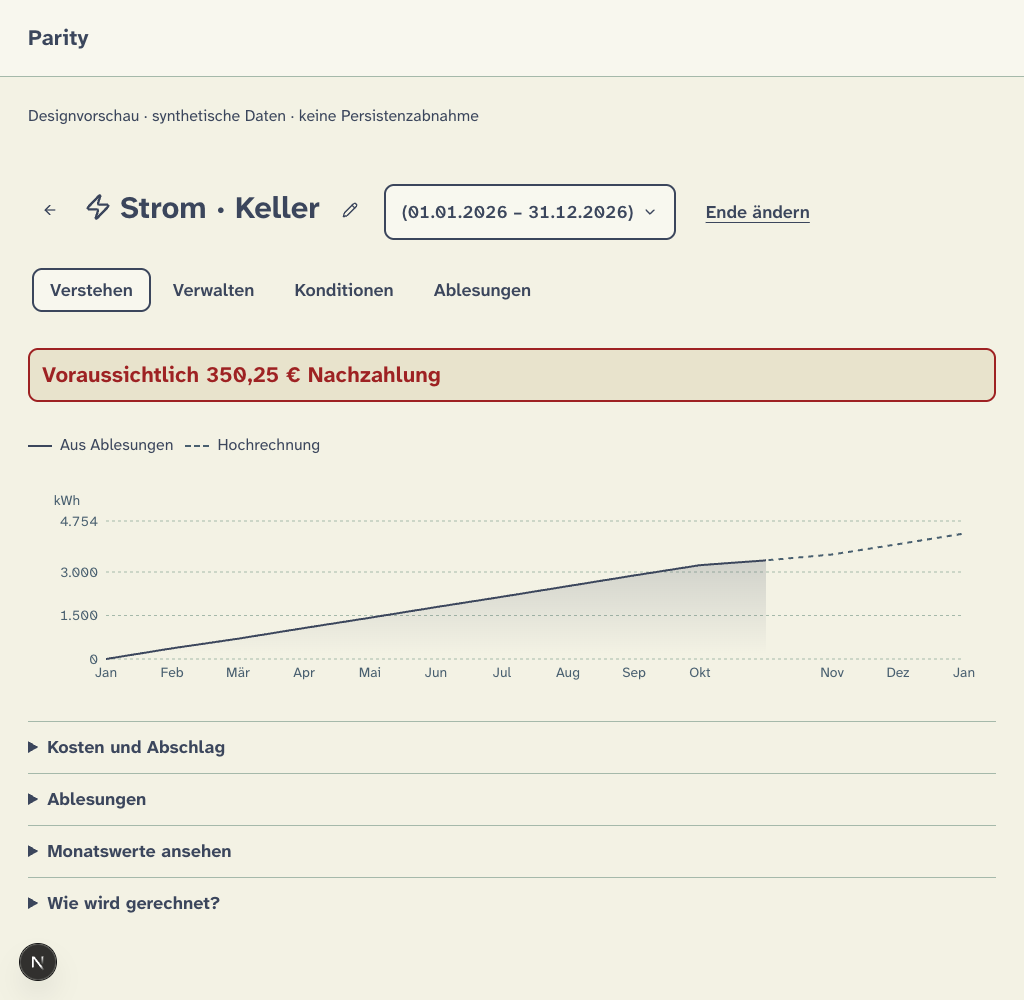 Parity
Designvorschau · synthetische Daten · keine Persistenzabnahme
← Strom · Keller (01.01.2026 – 31.12.2026) Ende ändern
Verstehen Verwalten Konditionen Ablesungen
Voraussichtlich 350,25 € Nachzahlung
Aus Ablesungen Hochrechnung
kWh
4.754
3.000
1.500
0
Jan Feb Mär Apr Mai Jun Jul Aug Sep Okt Nov Dez Jan
Kosten und Abschlag
Ablesungen
Monatswerte ansehen
Wie wird gerechnet?
N